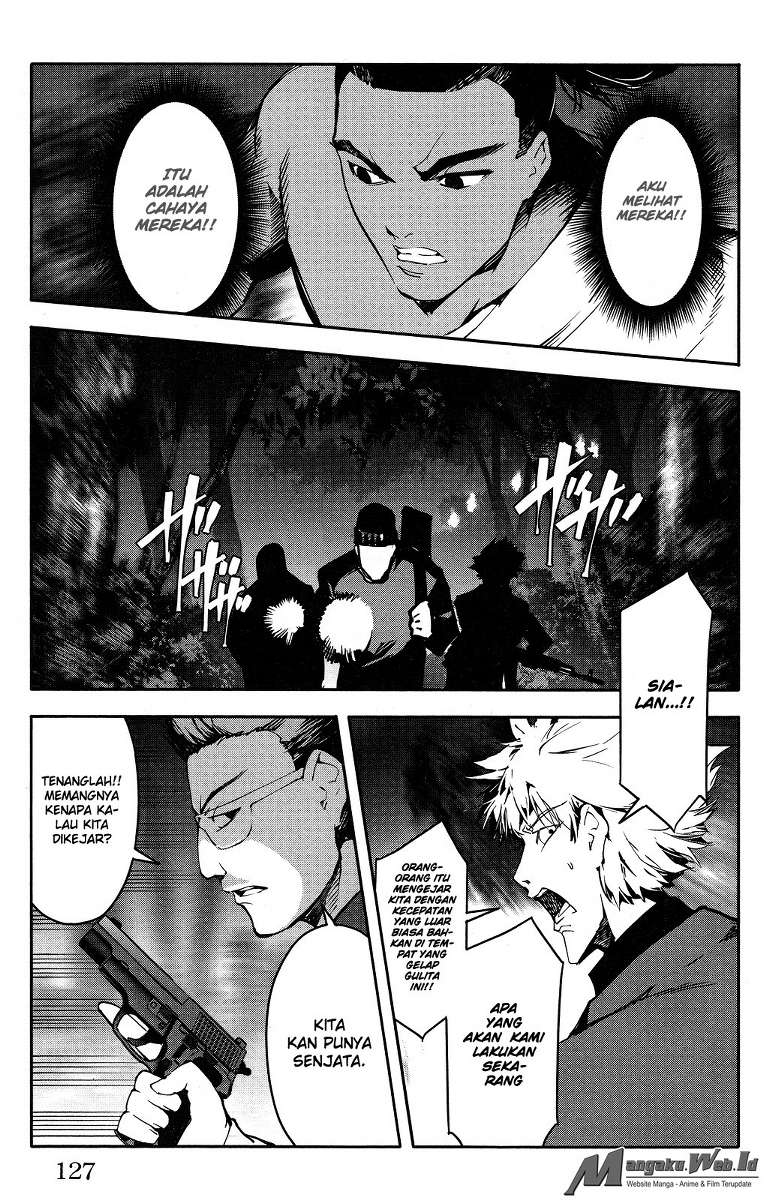 AKU
MELIHAT
MEREKA!!
ITU
ADALAH
CAHAYA
MEREKA!!
ザザ
ザザザ
SIA-
LAN...!!
ORANG-
ORANG ITU
MENGEJAR
KITA DENGAN
KECEPATAN
YANG LUAR
BIASA BAH-
KAN DI TEM-
PAT YANG
GELAP
GULITA
INI!!
APA
YANG
AKAN KAMI
LAKUKAN
SEKA-
RANG
TENANGLAH!!
MEMANGNYA
KENAPA KA-
LAU KITA
DIKEJAR?
KITA
KAN PUNYA
SENJATA.
127
Mangaku.Web.Id
Website Manga - Anime & Film Terupdate